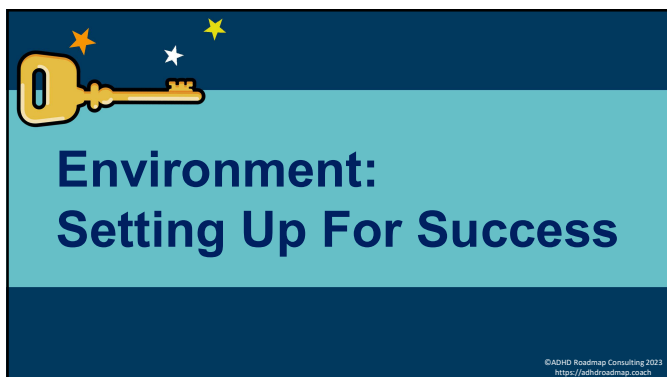 Environment:
Setting Up For Success
©ADHD Roadmap Consulting 2023
https://adhdroadmap.coach